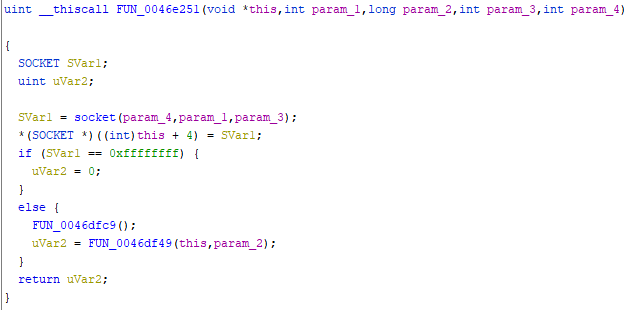 uint __thiscall FUN_0046e251(void *this,int param_1,long param_2,int param_3,int param_4)
{
SOCKET SVar1;
uint uVar2;
SVar1 = socket(param_4,param_1,param_3);
*(SOCKET *)((int)this + 4) = SVar1;
if (SVar1 == 0xffffffff) {
uVar2 = 0;
}
else {
FUN_0046dfc9();
uVar2 = FUN_0046df49(this,param_2);
}
return uVar2;
}